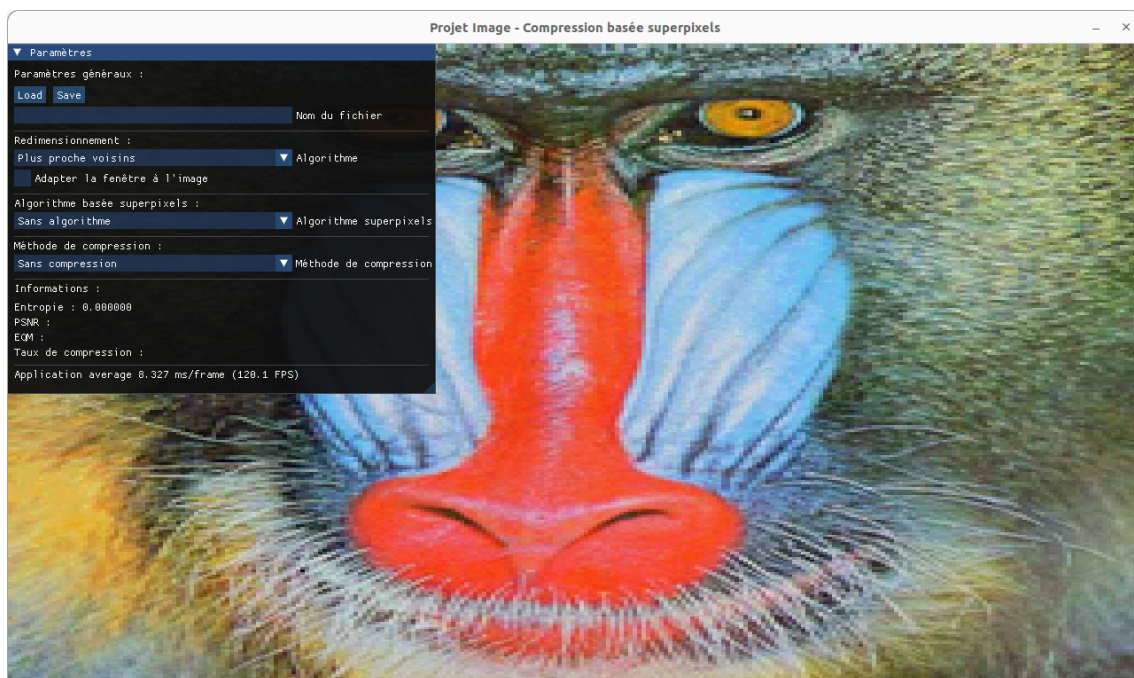 Projet Image - Compression basée superpixels
Paramètres
Paramètres généraux :
Load Save
Nom du fichier
Redimensionnement :
Plus proche voisins Algorithme
Adapter la fenêtre à l'image
Algorithme basée superpixels :
Sans algorithme Algorithme superpixels
Méthode de compression :
Sans compression Méthode de compression
Informations :
Entropie : 0.000000
PSNR :
EQM :
Taux de compression :
Application average 8.327 ms/frame (120.1 FPS)